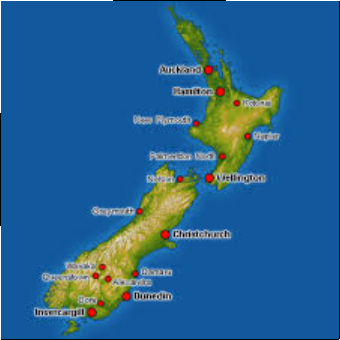 Auckland
Hamilton
Rotorua
New Plymouth
Napier
Palmerston North
Nelson
Wellington
Greymouth
Christchurch
Wanaka
Queenstown
Oamaru
Alexandra
Gore
Dunedin
Invercargill